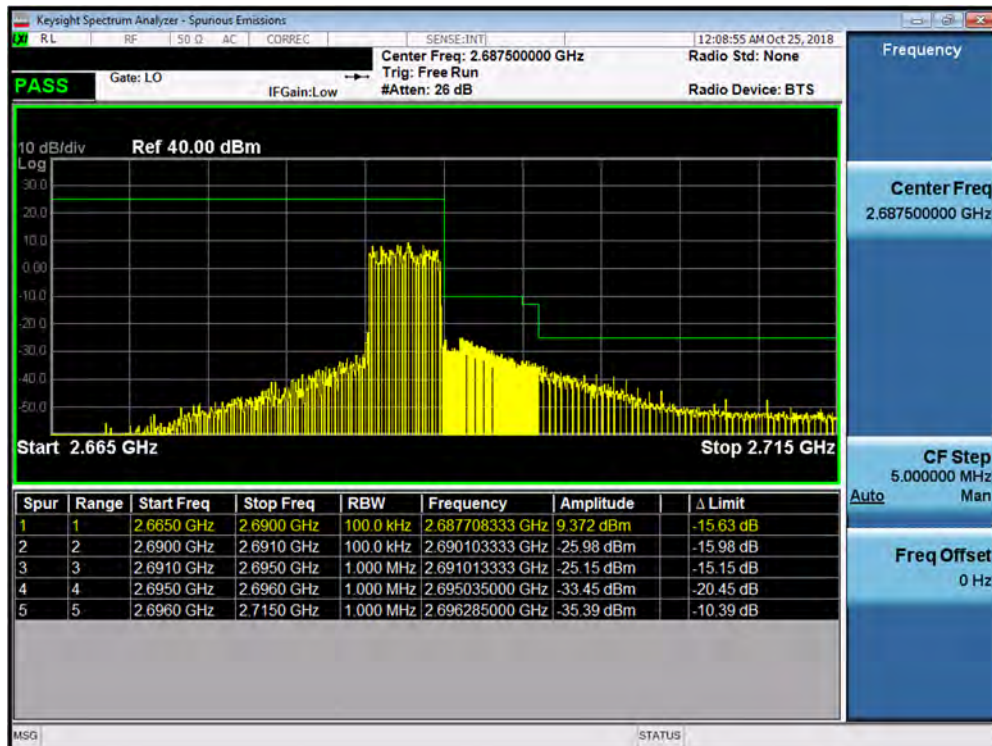 Keysight Spectrum Analyzer - Spurious Emissions
LXI RL RF 50 Ω AC CORREC SENSE:INT 12:08:55 AM Oct 25, 2018
Center Freq: 2.687500000 GHz Radio Std: None
Trig: Free Run
PASS Gate: LO IFGain:Low #Atten: 26 dB Radio Device: BTS
Frequency
10 dB/div Ref 40.00 dBm
Log
30.0
20.0
10.0
0.00
-10.0
-20.0
-30.0
-40.0
-50.0
Start 2.665 GHz Stop 2.715 GHz
Center Freq
2.687500000 GHz
CF Step
5.000000 MHz
Auto Man
Freq Offset
0 Hz
Spur Range Start Freq Stop Freq RBW Frequency Amplitude Δ Limit
1 1 2.6650 GHz 2.6900 GHz 100.0 kHz 2.687708333 GHz 9.372 dBm -15.63 dB
2 2 2.6900 GHz 2.6910 GHz 100.0 kHz 2.690103333 GHz -25.98 dBm -15.98 dB
3 3 2.6910 GHz 2.6950 GHz 1.000 MHz 2.691013333 GHz -25.15 dBm -15.15 dB
4 4 2.6950 GHz 2.6960 GHz 1.000 MHz 2.695035000 GHz -33.45 dBm -20.45 dB
5 5 2.6960 GHz 2.7150 GHz 1.000 MHz 2.696285000 GHz -35.39 dBm -10.39 dB
MSG STATUS